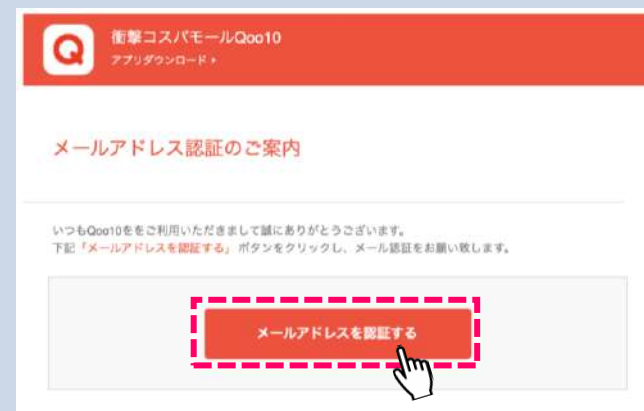 Q
衝撃コスパモールQoo10
アプリダウンロード ▸
メールアドレス認証のご案内
いつもQoo10ををご利用いただきまして誠にありがとうございます。
下記「メールアドレスを認証する」ボタンをクリックし、メール認証をお願い致します。
メールアドレスを認証する